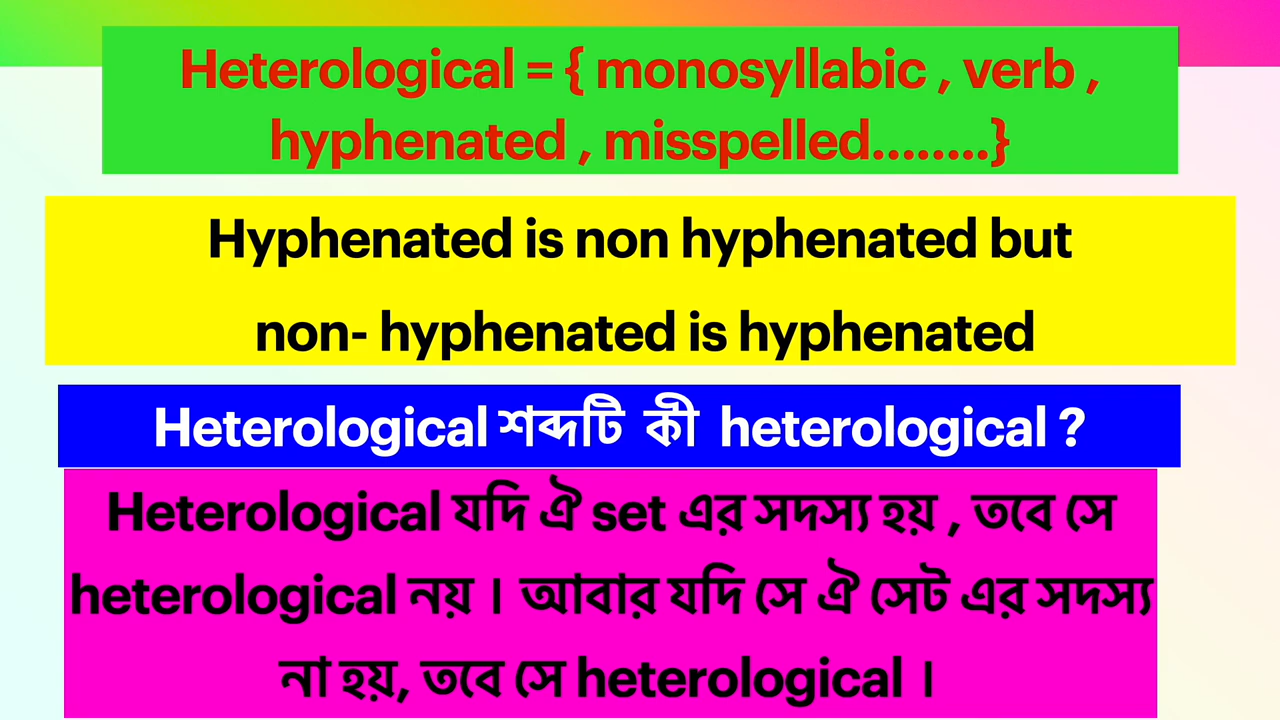 Heterological = { monosyllabic , verb ,
hyphenated , misspelled........}
Hyphenated is non hyphenated but
non- hyphenated is hyphenated
Heterological শব্দটি কী heterological ?
Heterological যদি ঐ set এর সদস্য হয় , তবে সে
heterological নয় । আবার যদি সে ঐ সেট এর সদস্য
না হয়, তবে সে heterological ।